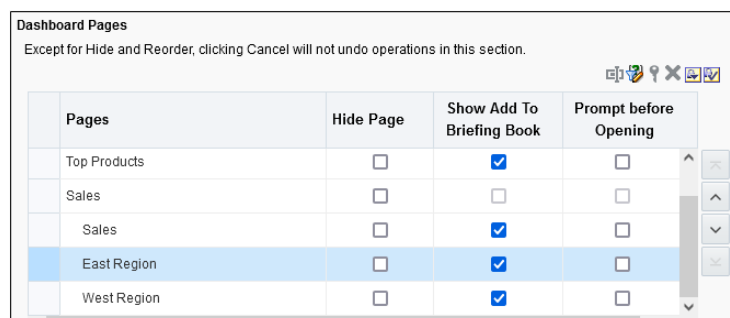 Dashboard Pages
Except for Hide and Reorder, clicking Cancel will not undo operations in this section.
Pages
Hide Page
Show Add To
Briefing Book
Prompt before
Opening
Top Products
Sales
Sales
East Region
West Region